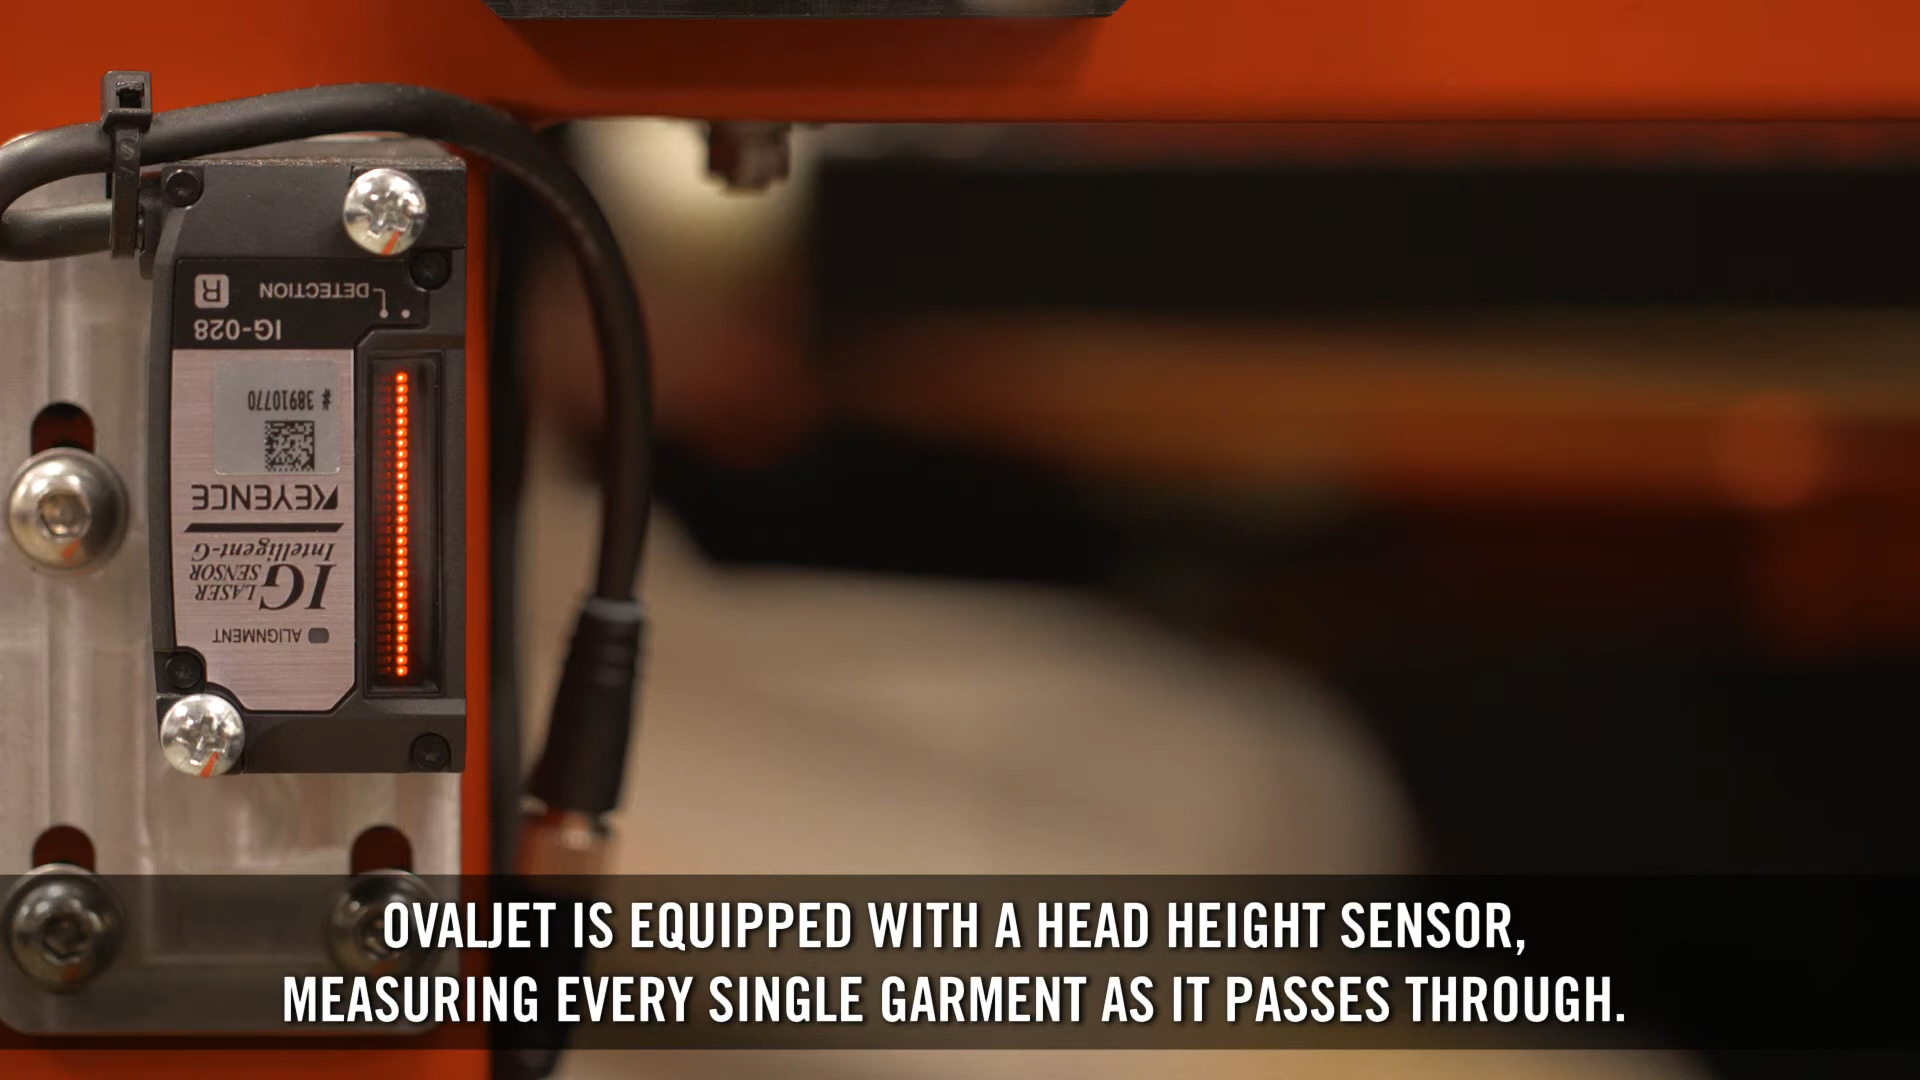 R DETECTION
IG-028
# 38910770
KEYENCE
Intelligent-G
IG LASER SENSOR
ALIGNMENT
OVALJET IS EQUIPPED WITH A HEAD HEIGHT SENSOR,
MEASURING EVERY SINGLE GARMENT AS IT PASSES THROUGH.